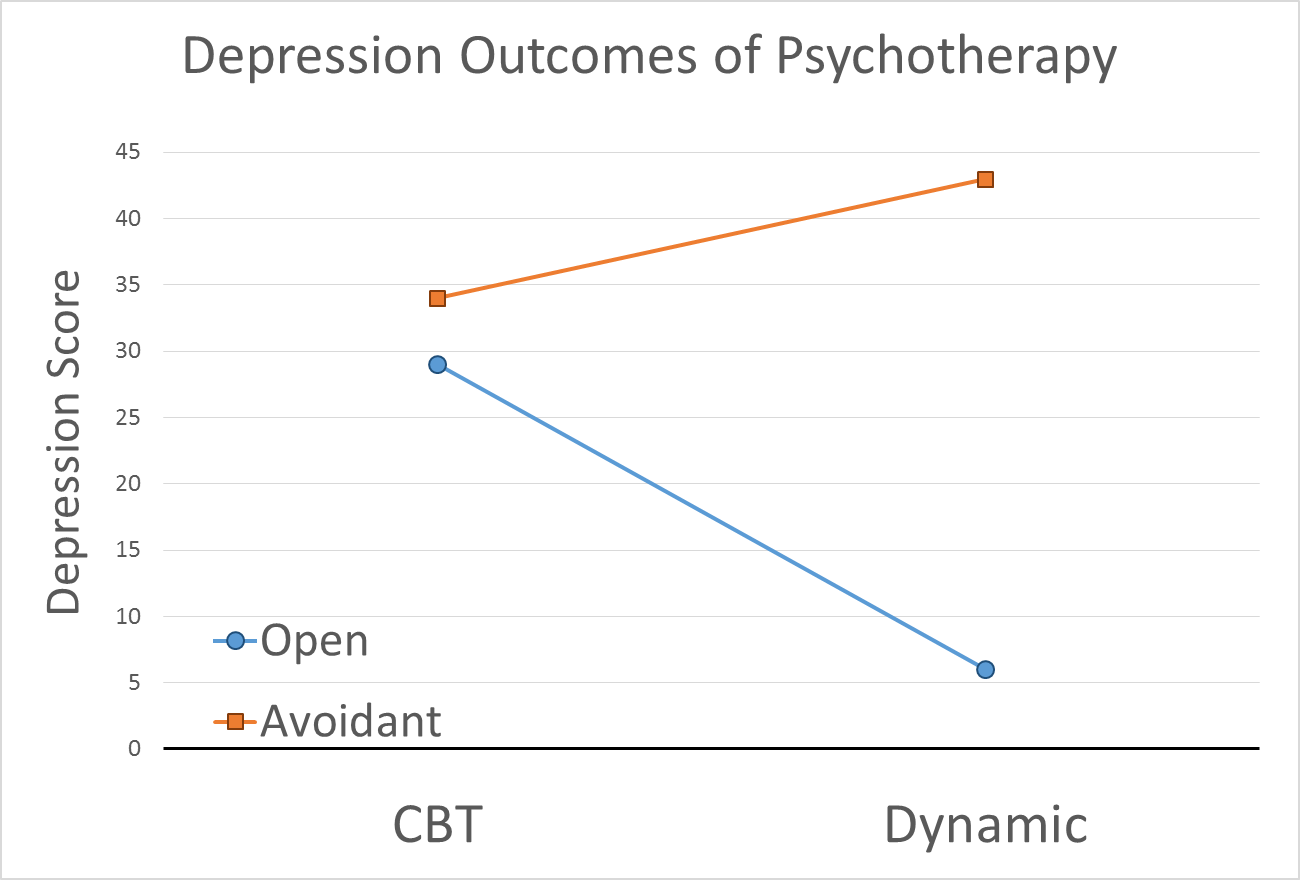 Depression Outcomes of Psychotherapy
Depression Score
45
40
35
30
25
20
15
10
5
0
Open
Avoidant
CBT
Dynamic